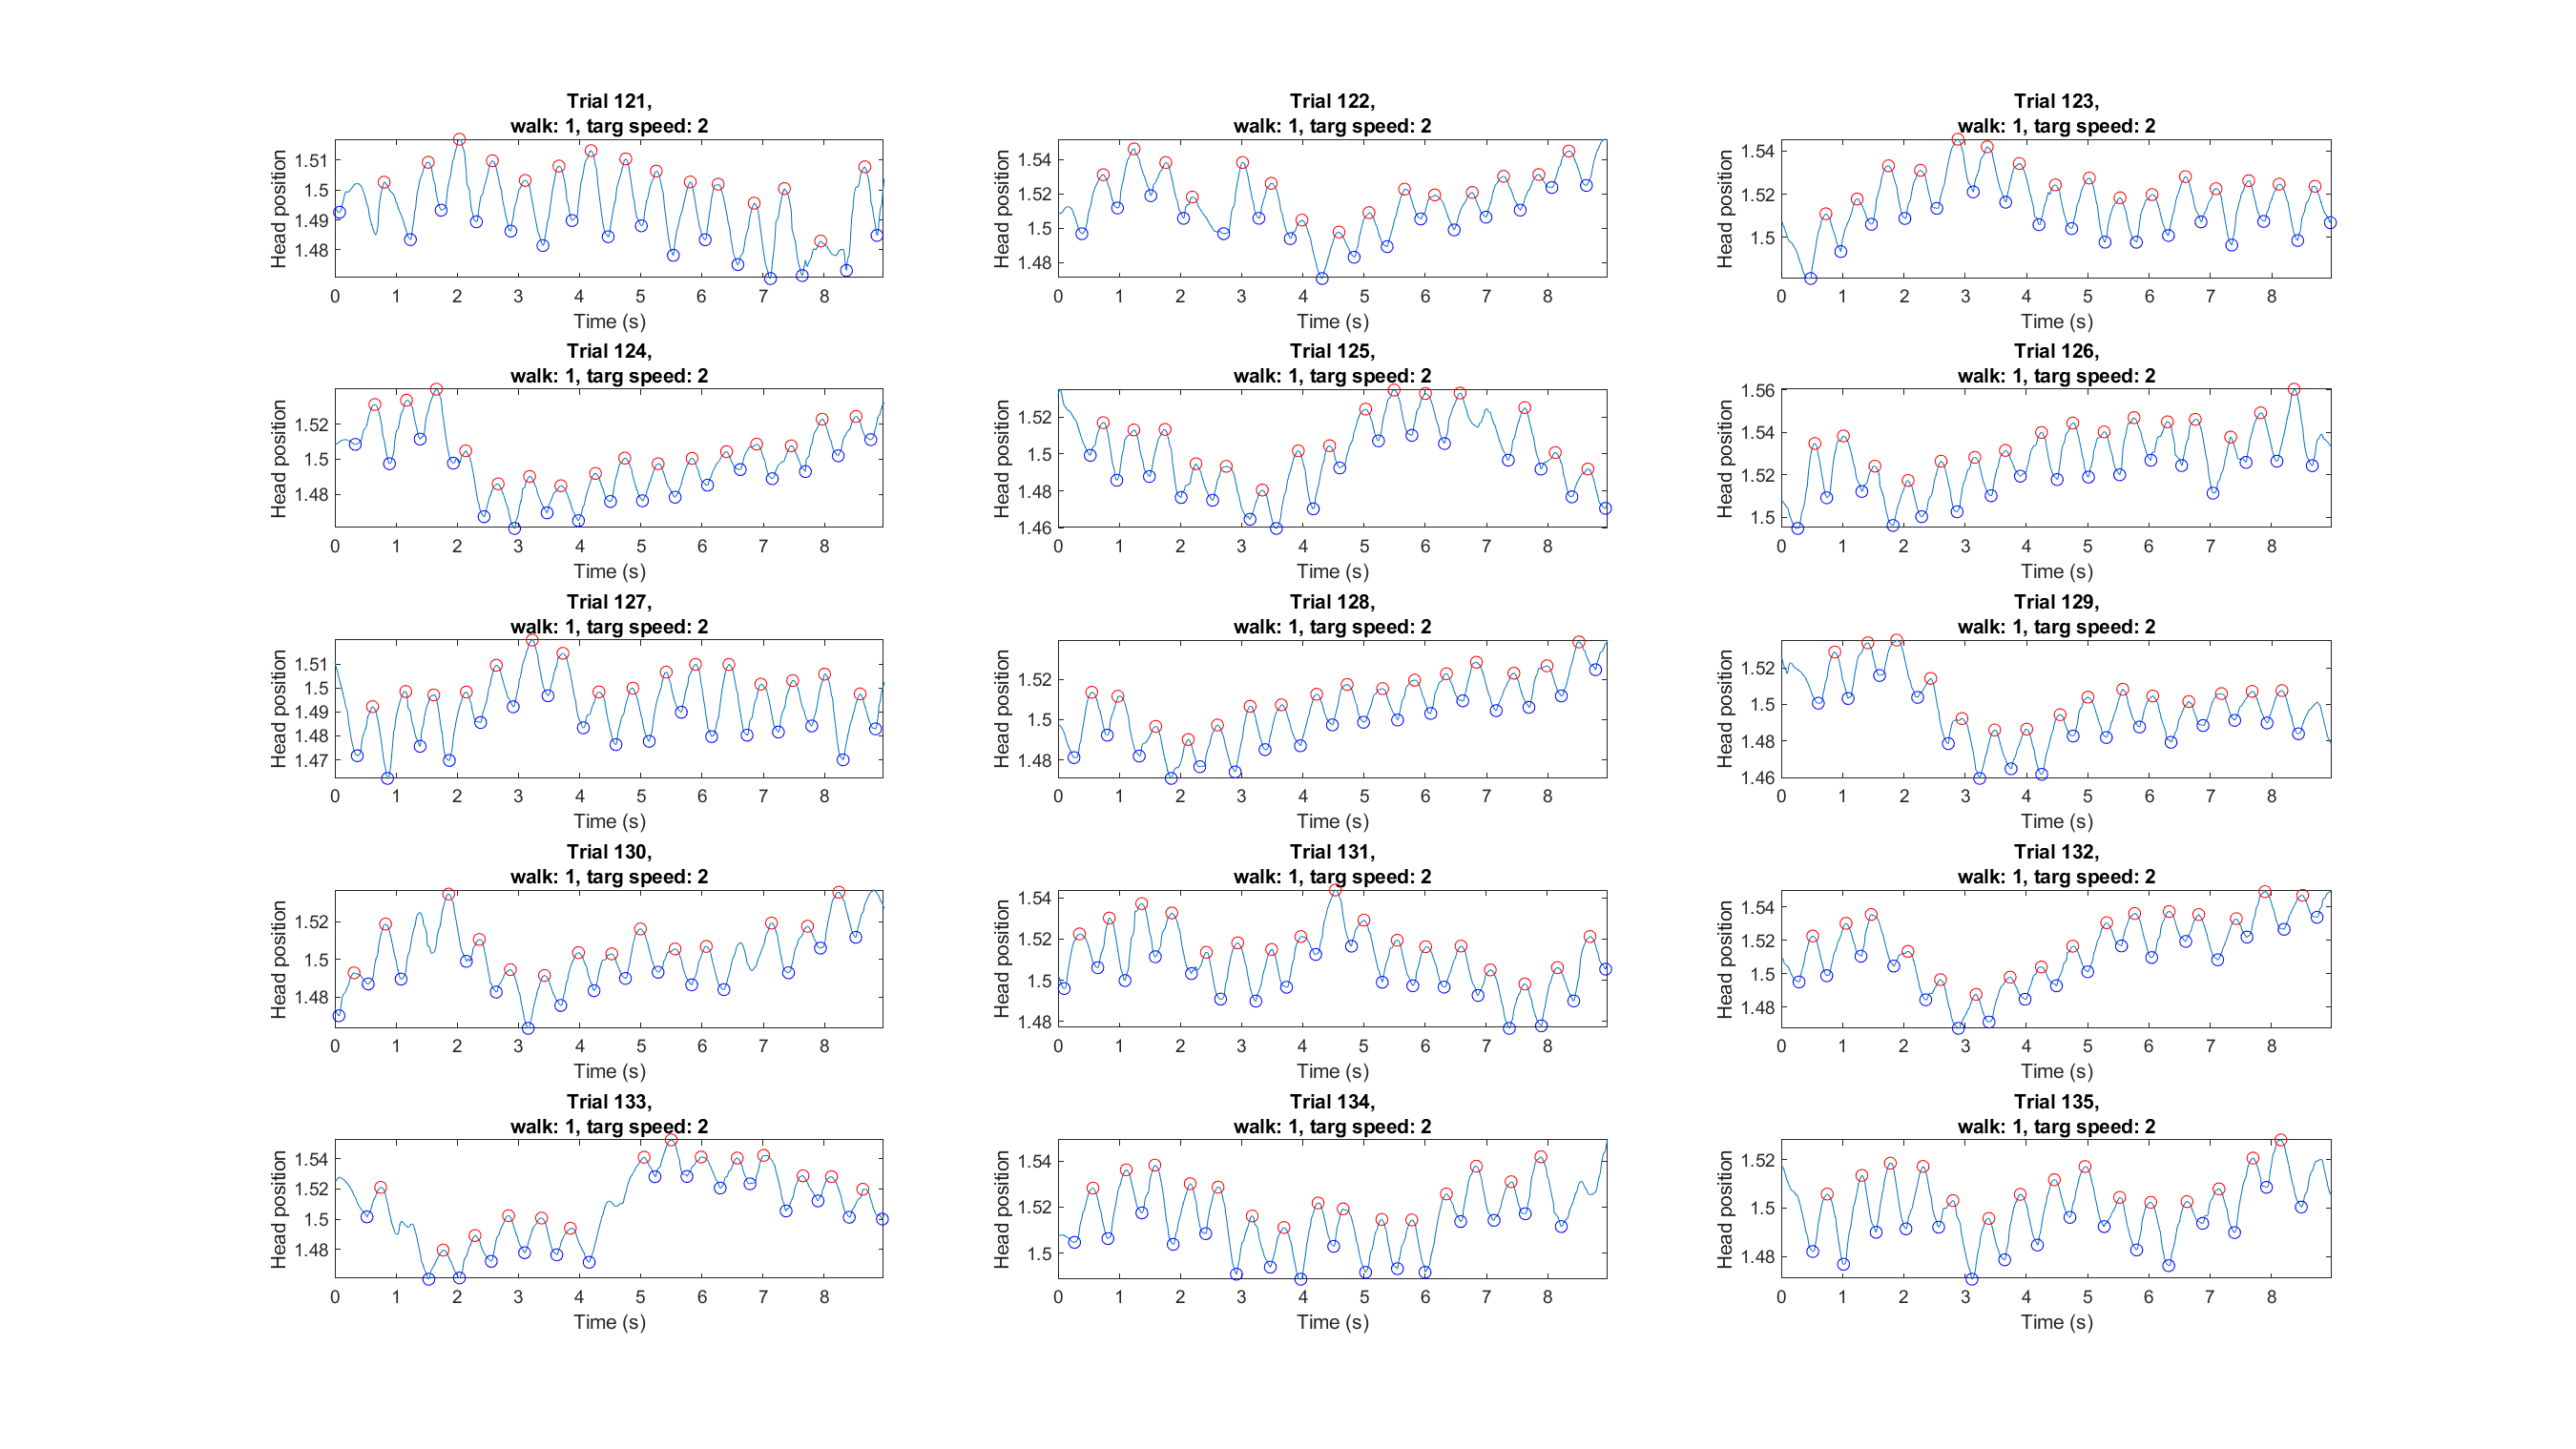 Trial 121,
walk: 1, targ speed: 2
Head position
1.51
1.5
1.49
1.48
0 1 2 3 4 5 6 7 8
Time (s)
Trial 122,
walk: 1, targ speed: 2
Head position
1.54
1.52
1.5
1.48
0 1 2 3 4 5 6 7 8
Time (s)
Trial 123,
walk: 1, targ speed: 2
Head position
1.54
1.52
1.5
0 1 2 3 4 5 6 7 8
Time (s)
Trial 124,
walk: 1, targ speed: 2
Head position
1.52
1.5
1.48
0 1 2 3 4 5 6 7 8
Time (s)
Trial 125,
walk: 1, targ speed: 2
Head position
1.52
1.5
1.48
1.46
0 1 2 3 4 5 6 7 8
Time (s)
Trial 126,
walk: 1, targ speed: 2
Head position
1.56
1.54
1.52
1.5
0 1 2 3 4 5 6 7 8
Time (s)
Trial 127,
walk: 1, targ speed: 2
Head position
1.51
1.5
1.49
1.48
1.47
0 1 2 3 4 5 6 7 8
Time (s)
Trial 128,
walk: 1, targ speed: 2
Head position
1.52
1.5
1.48
0 1 2 3 4 5 6 7 8
Time (s)
Trial 129,
walk: 1, targ speed: 2
Head position
1.52
1.5
1.48
1.46
0 1 2 3 4 5 6 7 8
Time (s)
Trial 130,
walk: 1, targ speed: 2
Head position
1.52
1.5
1.48
0 1 2 3 4 5 6 7 8
Time (s)
Trial 131,
walk: 1, targ speed: 2
Head position
1.54
1.52
1.5
1.48
0 1 2 3 4 5 6 7 8
Time (s)
Trial 132,
walk: 1, targ speed: 2
Head position
1.54
1.52
1.5
1.48
0 1 2 3 4 5 6 7 8
Time (s)
Trial 133,
walk: 1, targ speed: 2
Head position
1.54
1.52
1.5
1.48
0 1 2 3 4 5 6 7 8
Time (s)
Trial 134,
walk: 1, targ speed: 2
Head position
1.54
1.52
1.5
0 1 2 3 4 5 6 7 8
Time (s)
Trial 135,
walk: 1, targ speed: 2
Head position
1.52
1.5
1.48
0 1 2 3 4 5 6 7 8
Time (s)